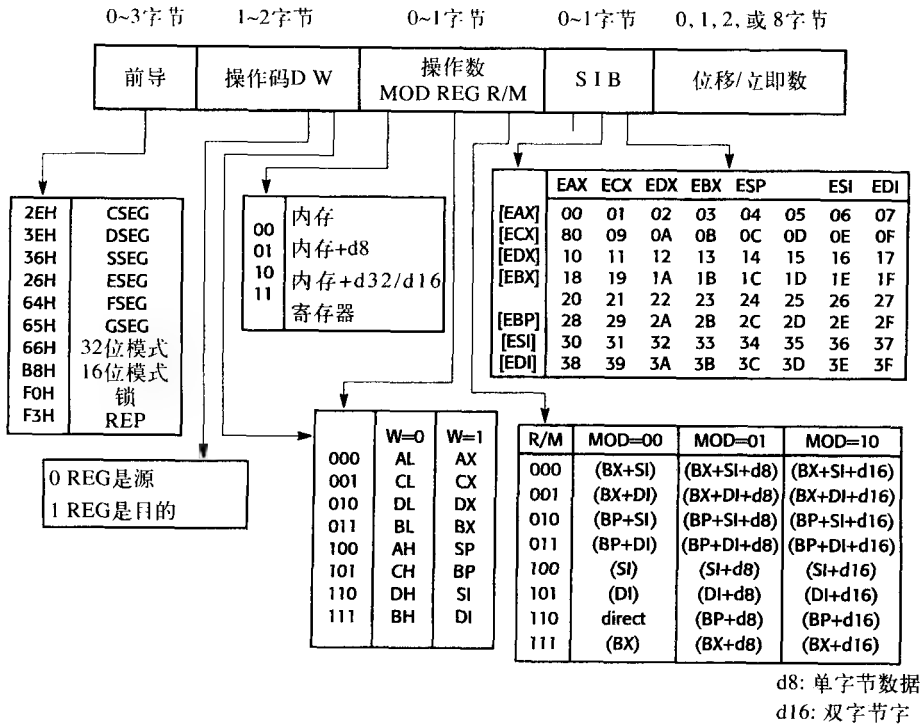 0~3字节 1~2字节 0~1字节 0~1字节 0, 1, 2, 或 8字节
前导 操作码D W 操作数 MOD REG R/M S I B 位移/立即数
2EH CSEG
3EH DSEG
36H SSEG
26H ESEG
64H FSEG
65H GSEG
66H 32位模式
B8H 16位模式
F0H 锁
F3H REP
00 内存
01 内存+d8
10 内存+d32/d16
11 寄存器
EAX ECX EDX EBX ESP ESI EDI
[EAX] 00 01 02 03 04 05 06 07
[ECX] 80 09 0A 0B 0C 0D 0E 0F
[EDX] 10 11 12 13 14 15 16 17
[EBX] 18 19 1A 1B 1C 1D 1E 1F
20 21 22 23 24 25 26 27
[EBP] 28 29 2A 2B 2C 2D 2E 2F
[ESI] 30 31 32 33 34 35 36 37
[EDI] 38 39 3A 3B 3C 3D 3E 3F
0 REG是源
1 REG是目的
W=0 W=1
000 AL AX
001 CL CX
010 DL DX
011 BL BX
100 AH SP
101 CH BP
110 DH SI
111 BH DI
R/M MOD=00 MOD=01 MOD=10
000 (BX+SI) (BX+SI+d8) (BX+SI+d16)
001 (BX+DI) (BX+DI+d8) (BX+DI+d16)
010 (BP+SI) (BP+SI+d8) (BP+SI+d16)
011 (BP+DI) (BP+DI+d8) (BP+DI+d16)
100 (SI) (SI+d8) (SI+d16)
101 (DI) (DI+d8) (DI+d16)
110 direct (BP+d8) (BP+d16)
111 (BX) (BX+d8) (BX+d16)
d8: 单字节数据
d16: 双字节字